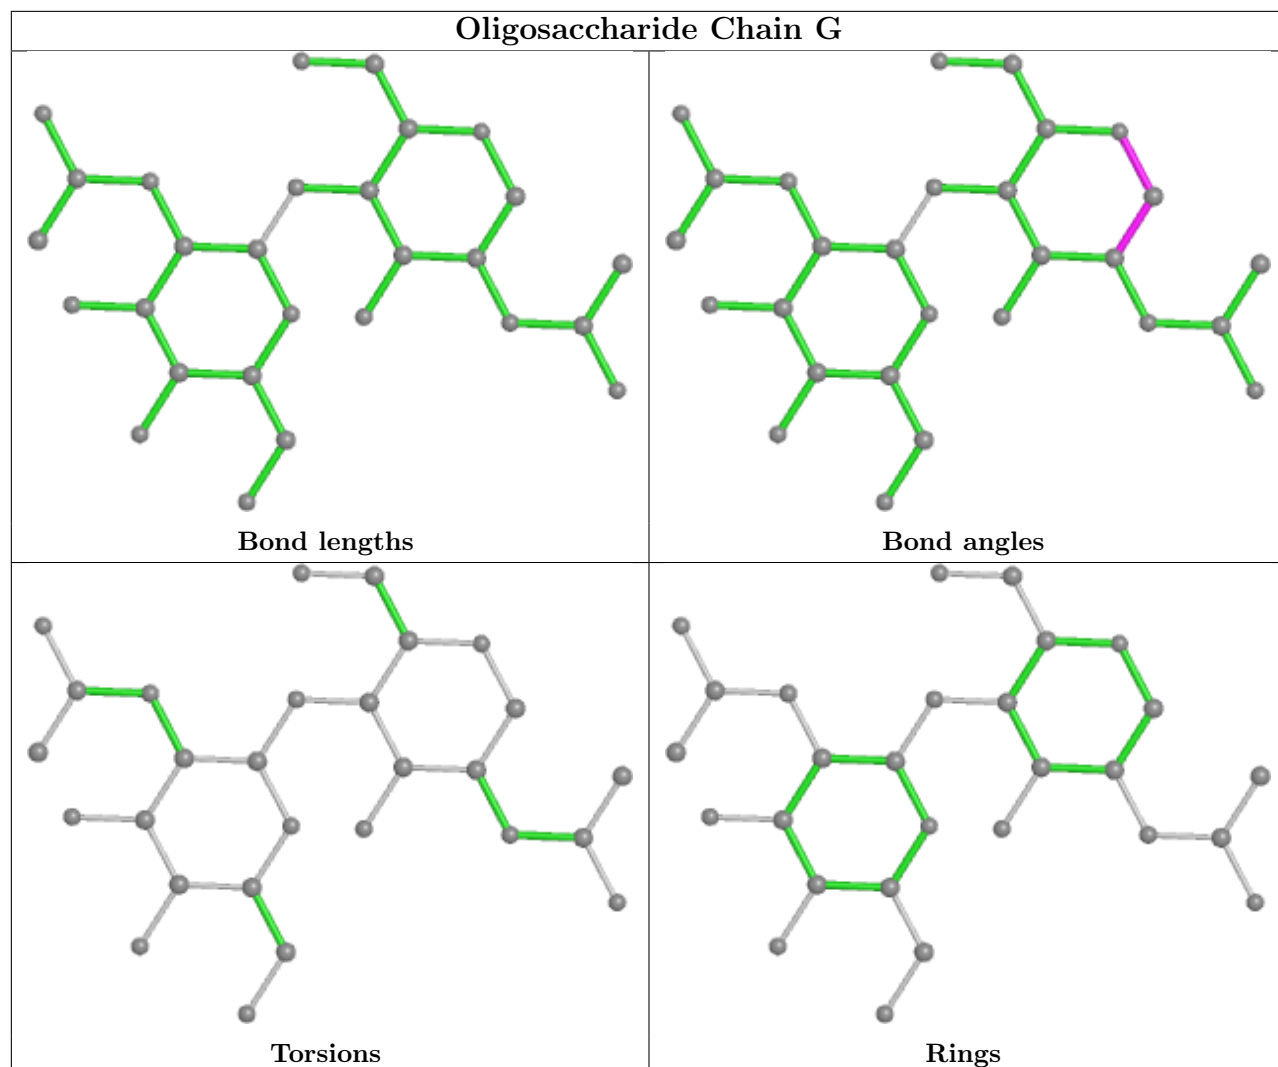 Oligosaccharide Chain G
Bond lengths
Bond angles
Torsions
Rings